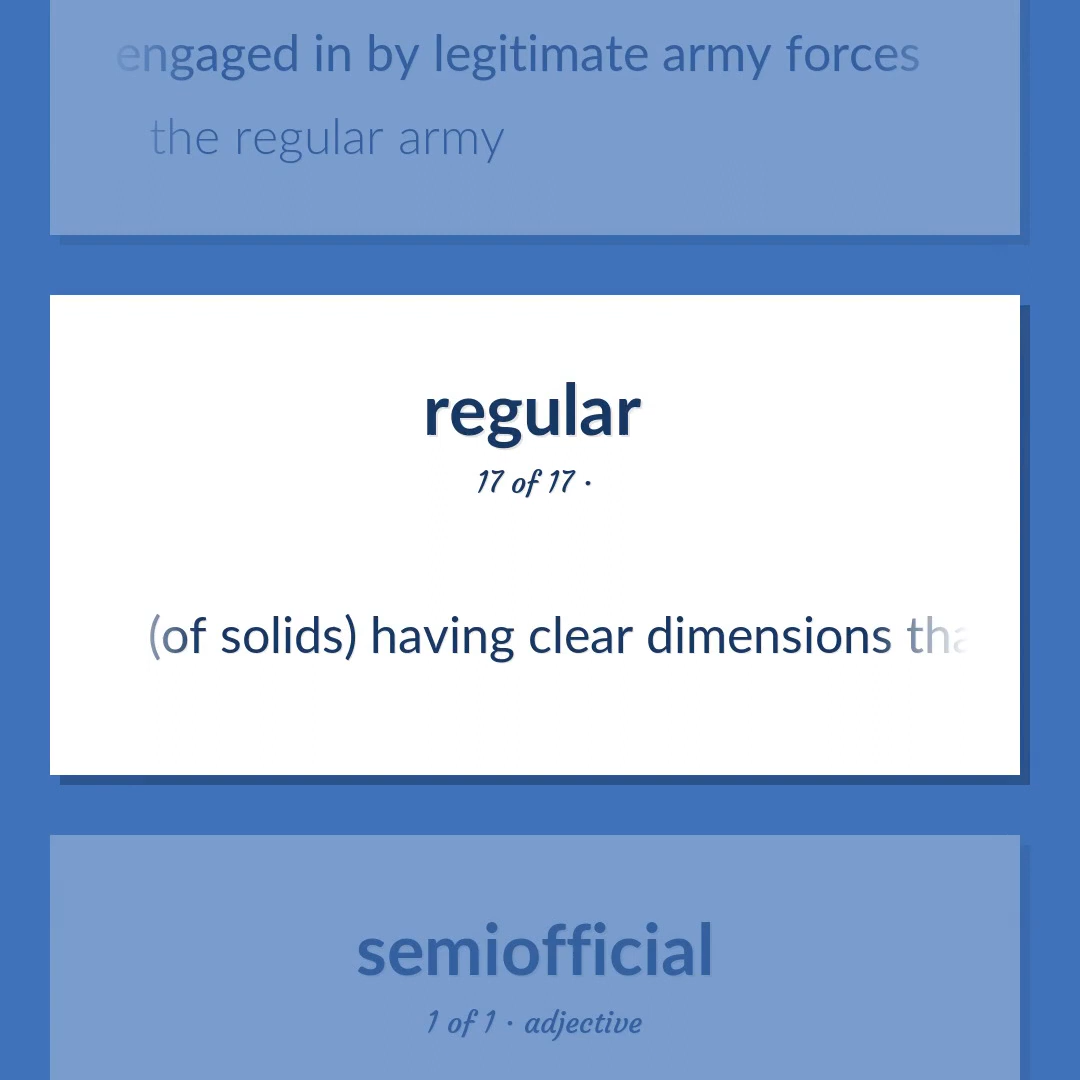 engaged in by legitimate army forces
the regular army
regular
17 of 17 ·
(of solids) having clear dimensions
semiofficial
1 of 1 · adjective